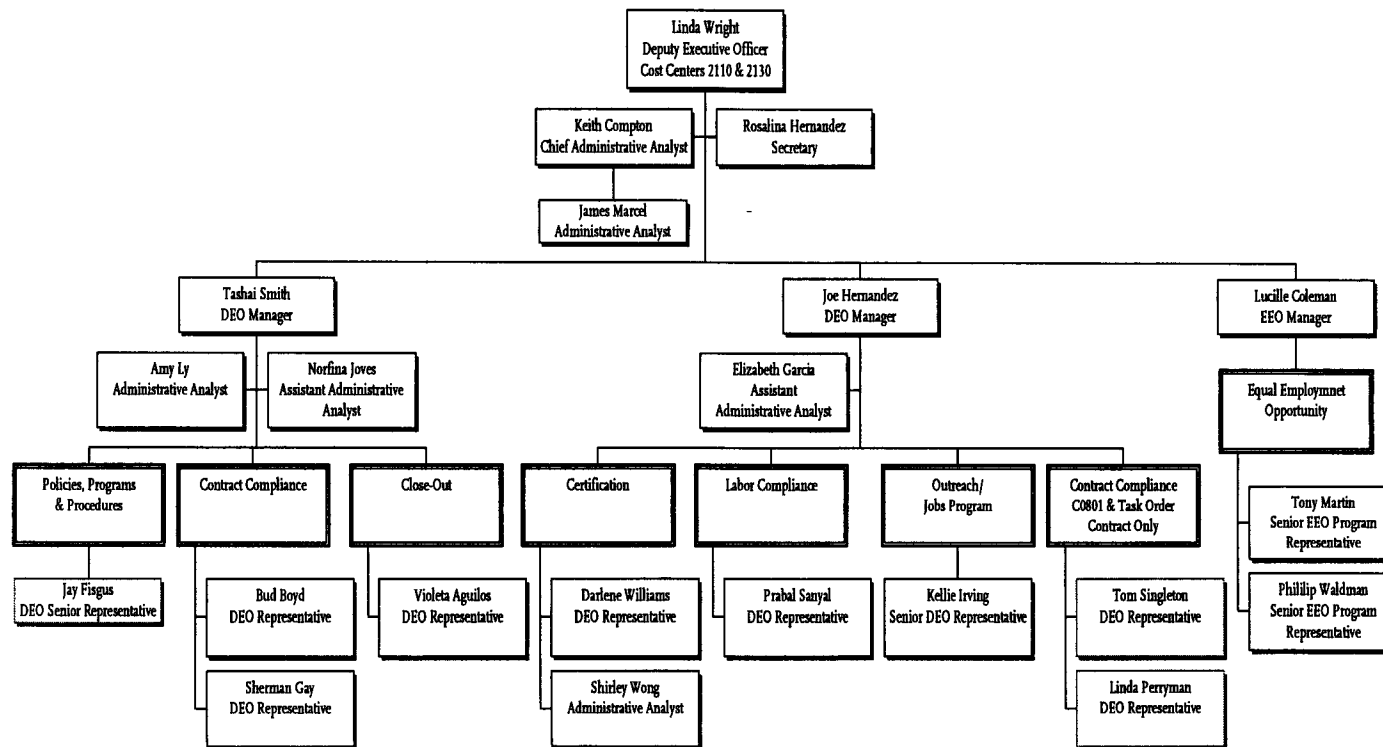 Linda Wright
Deputy Executive Officer
Cost Centers 2110 & 2130
Keith Compton
Chief Administrative Analyst
Rosalina Hernandez
Secretary
James Marcel
Administrative Analyst
Tashai Smith
DEO Manager
Joe Hernandez
DEO Manager
Lucille Coleman
EEO Manager
Amy Ly
Administrative Analyst
Norfina Joves
Assistant Administrative
Analyst
Elizabeth Garcia
Assistant
Administrative Analyst
Equal Employmnet
Opportunity
Policies, Programs
& Procedures
Contract Compliance
Close-Out
Certification
Labor Compliance
Outreach/
Jobs Program
Contract Compliance
C0801 & Task Order
Contract Only
Tony Martin
Senior EEO Program
Representative
Jay Fisgus
DEO Senior Representative
Bud Boyd
DEO Representative
Violeta Aguilos
DEO Representative
Darlene Williams
DEO Representative
Prabal Sanyal
DEO Representative
Kellie Irving
Senior DEO Representative
Tom Singleton
DEO Representative
Phililip Waldman
Senior EEO Program
Representative
Sherman Gay
DEO Representative
Shirley Wong
Administrative Analyst
Linda Perryman
DEO Representative